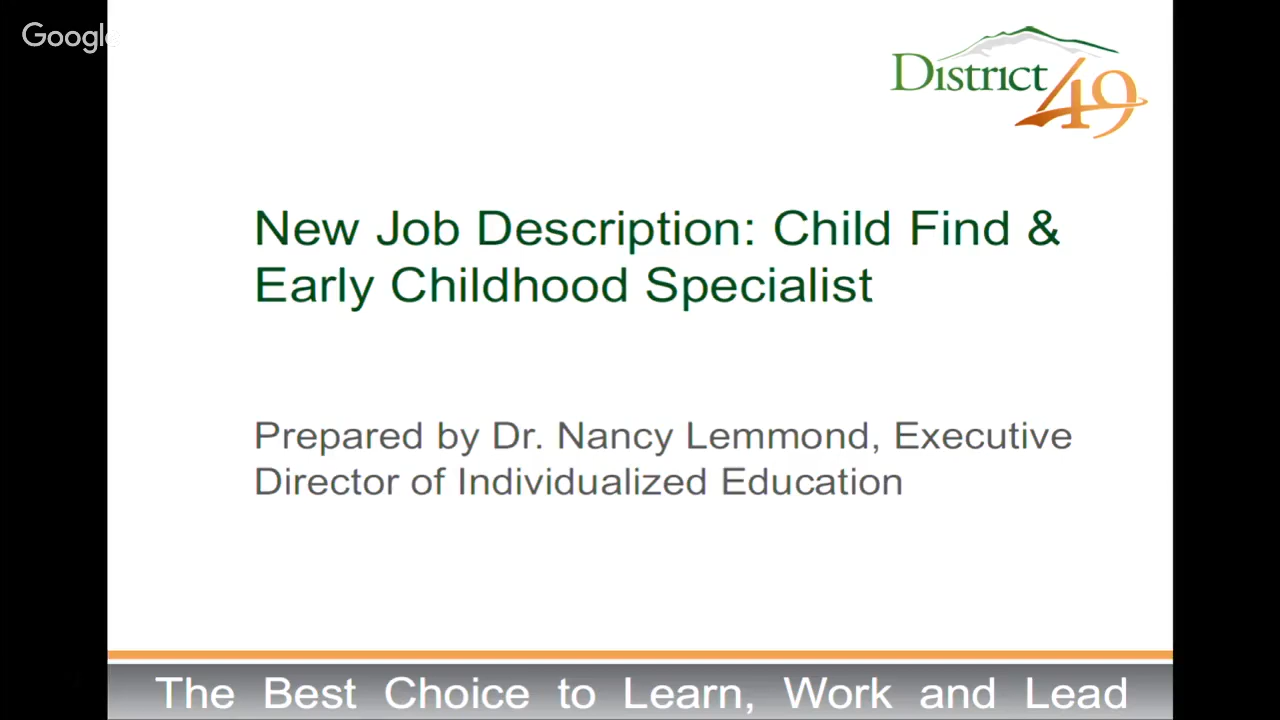 Google
District
49
New Job Description: Child Find &
Early Childhood Specialist
Prepared by Dr. Nancy Lemmond, Executive
Director of Individualized Education
The Best Choice to Learn, Work and Lead